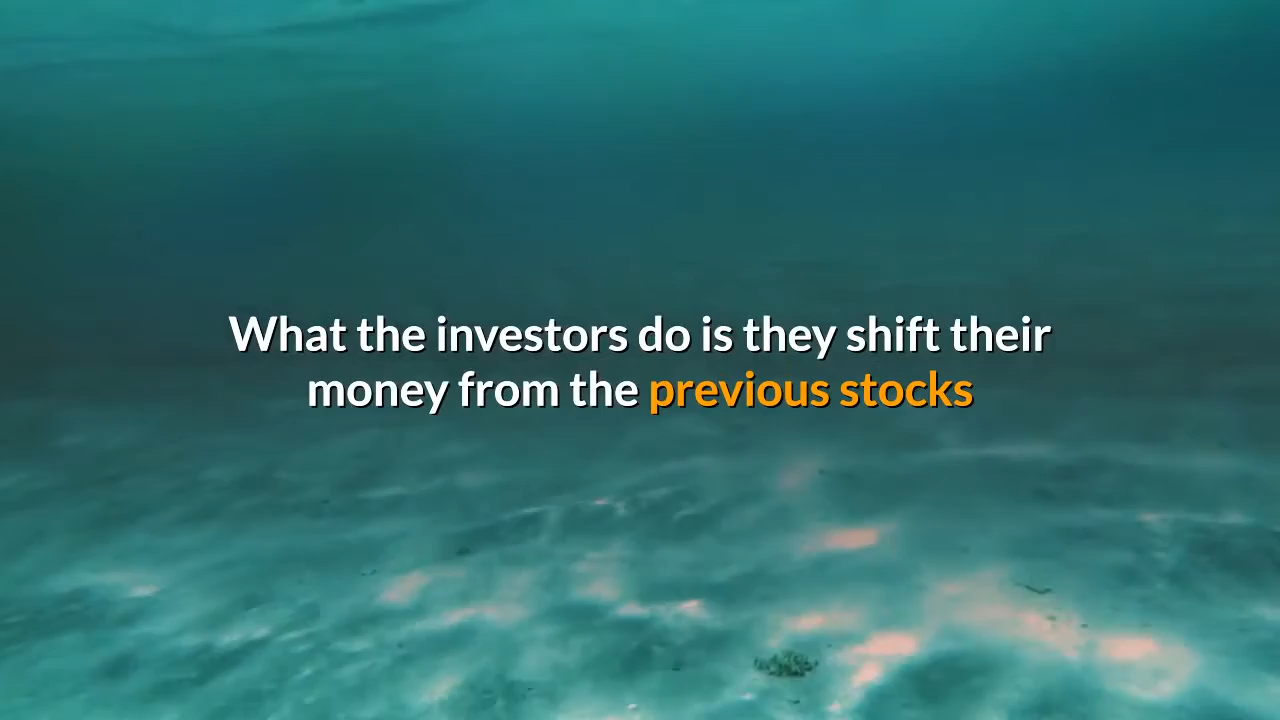 What the investors do is they shift their
money from the previous stocks